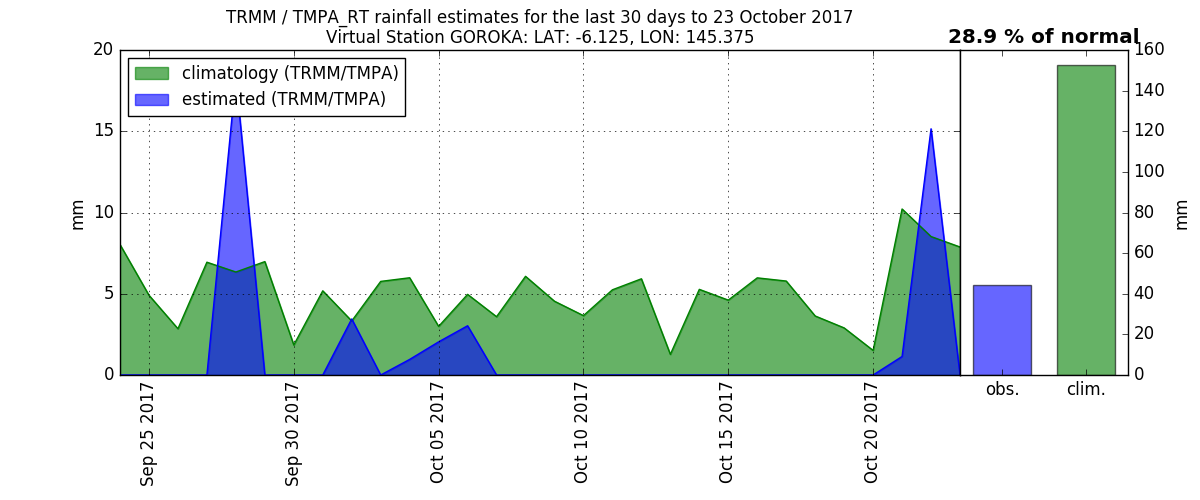 TRMM / TMPA_RT rainfall estimates for the last 30 days to 23 October 2017
Virtual Station GOROKA: LAT: -6.125, LON: 145.375
28.9 % of normal
climatology (TRMM/TMPA)
estimated (TRMM/TMPA)
20
15
10
5
0
mm
Sep 25 2017
Sep 30 2017
Oct 05 2017
Oct 10 2017
Oct 15 2017
Oct 20 2017
obs.
clim.
160
140
120
100
80
60
40
20
0
mm